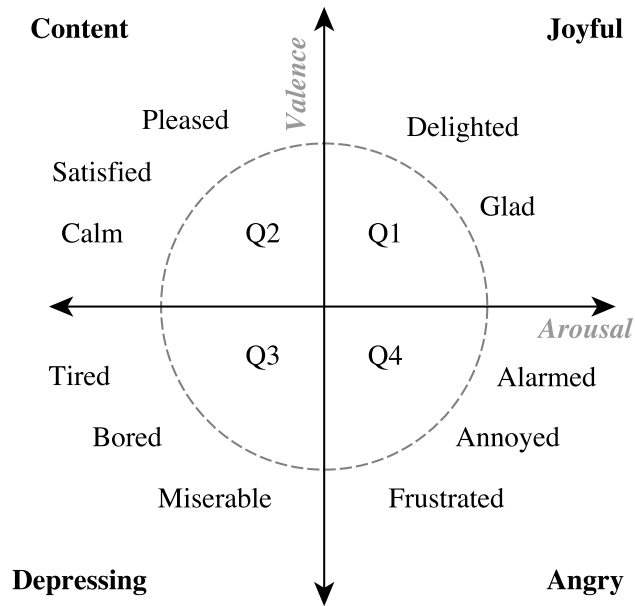 Content
Joyful
Valence
Pleased
Delighted
Satisfied
Glad
Calm
Q2
Q1
Arousal
Q3
Q4
Tired
Alarmed
Bored
Annoyed
Miserable
Frustrated
Depressing
Angry